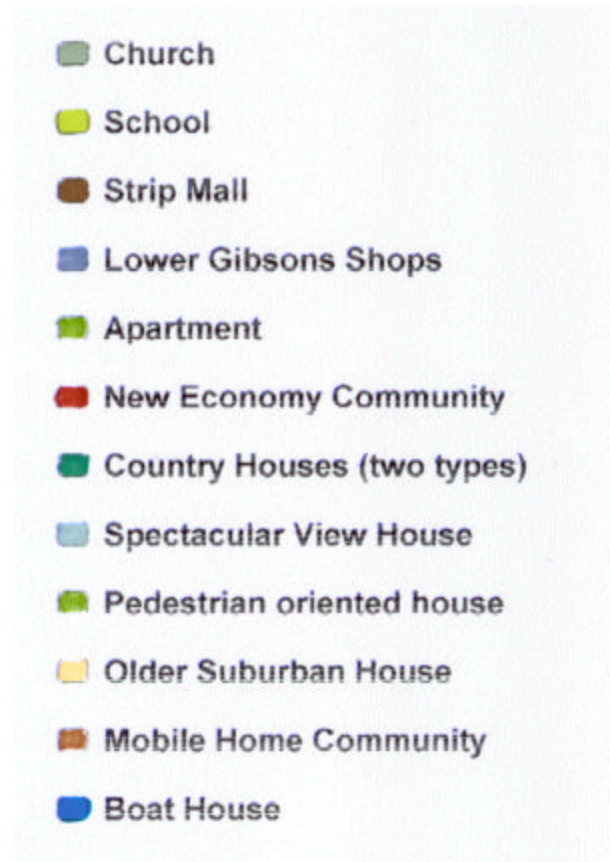 Church
School
Strip Mall
Lower Gibsons Shops
Apartment
New Economy Community
Country Houses (two types)
Spectacular View House
Pedestrian oriented house
Older Suburban House
Mobile Home Community
Boat House